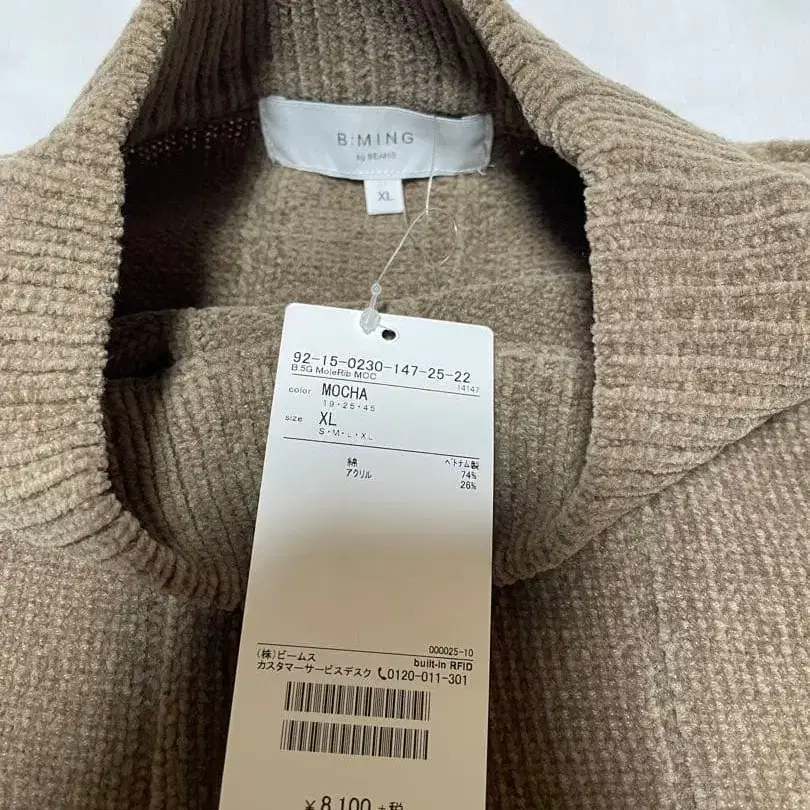 B:MING
by BEAMS
XL
92-15-0230-147-25-22
B.5G MoleRib MOC 14147
color MOCHA
19・25・45
size XL
S・M・L・XL
ベトナム製
綿 74%
アクリル 26%
000025-10
(株)ビームス built-in RFID
カスタマーサービスデスク 0120-011-301
¥8,100 +税